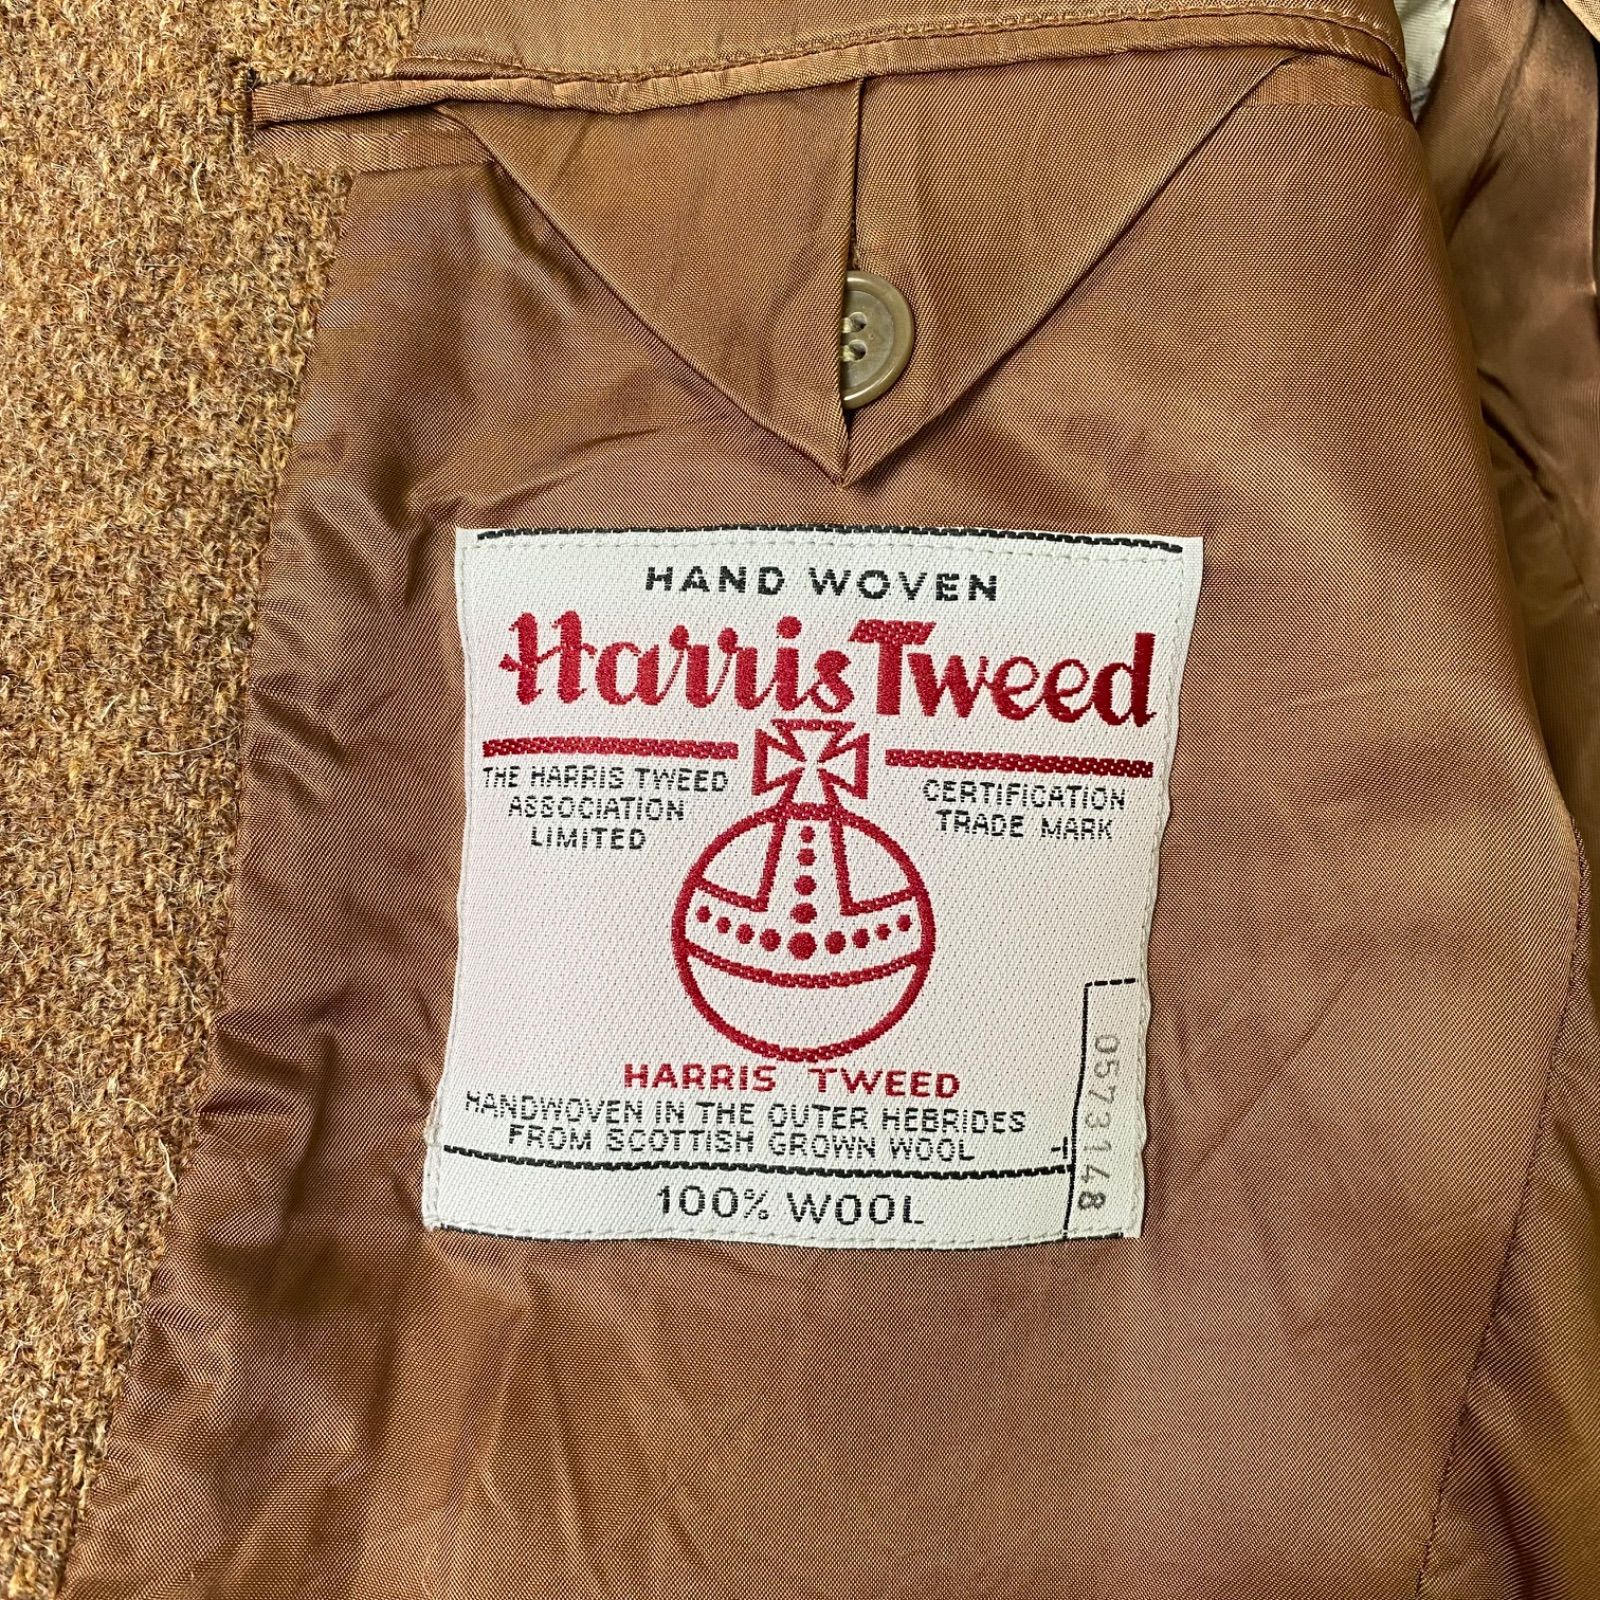 HAND WOVEN
Harris Tweed
THE HARRIS TWEED
ASSOCIATION
LIMITED
CERTIFICATION
TRADE MARK
HARRIS TWEED
HANDWOVEN IN THE OUTER HEBRIDES
FROM SCOTTISH GROWN WOOL
100% WOOL
0573148